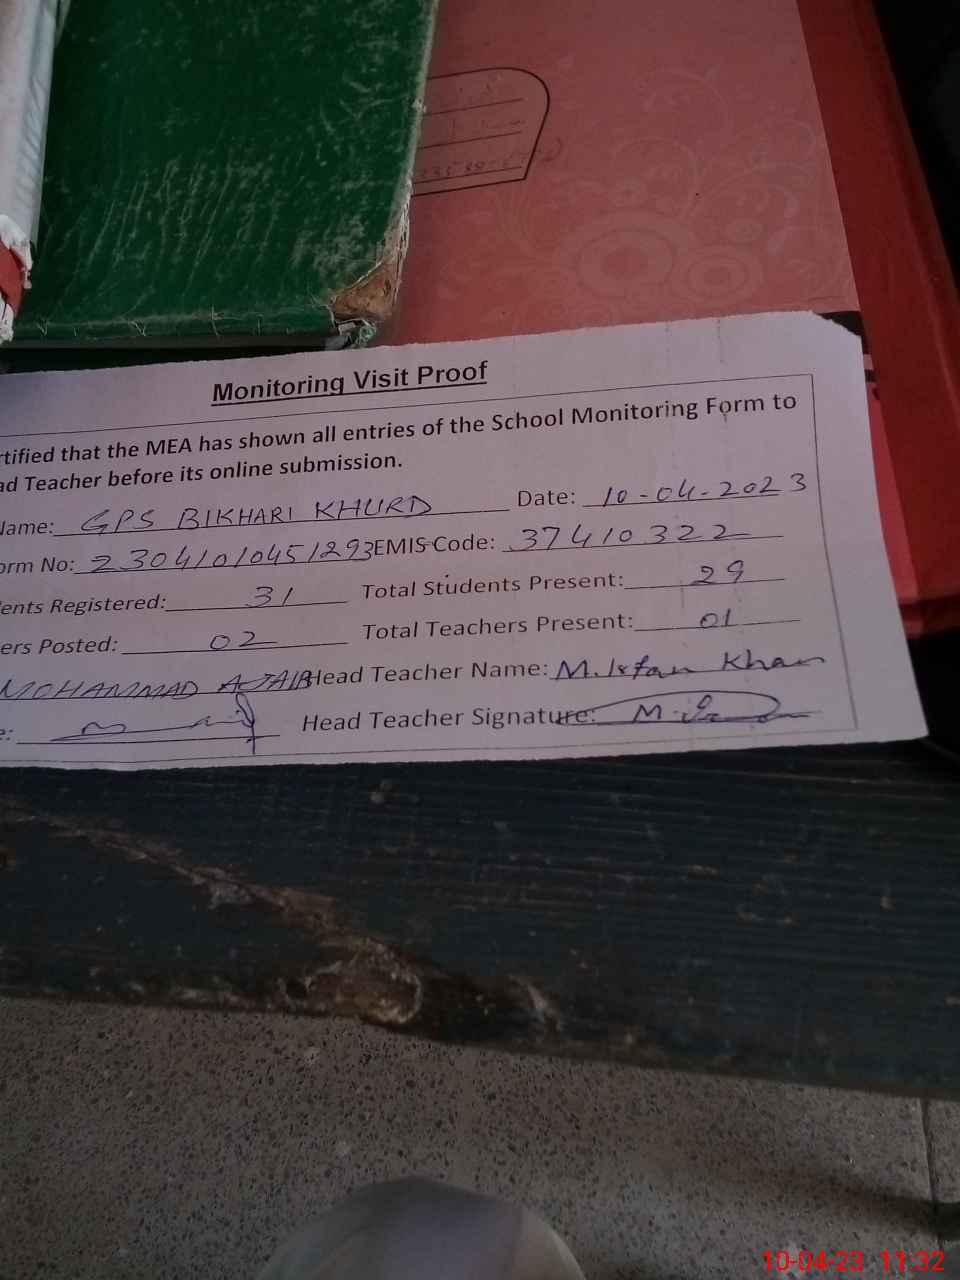 Monitoring Visit Proof
rtified that the MEA has shown all entries of the School Monitoring Form to
ad Teacher before its online submission.
Name: GPS BIKHARI KHURD Date: 10-04-2023
orm No: 23041010451293 EMIS Code: 37410322
ents Registered: 31 Total Students Present: 29
ers Posted: 02 Total Teachers Present: 01
MOHAMMAD AJAIB Head Teacher Name: M. Irfan Khan
e: Head Teacher Signature:
10-04-23 11:32